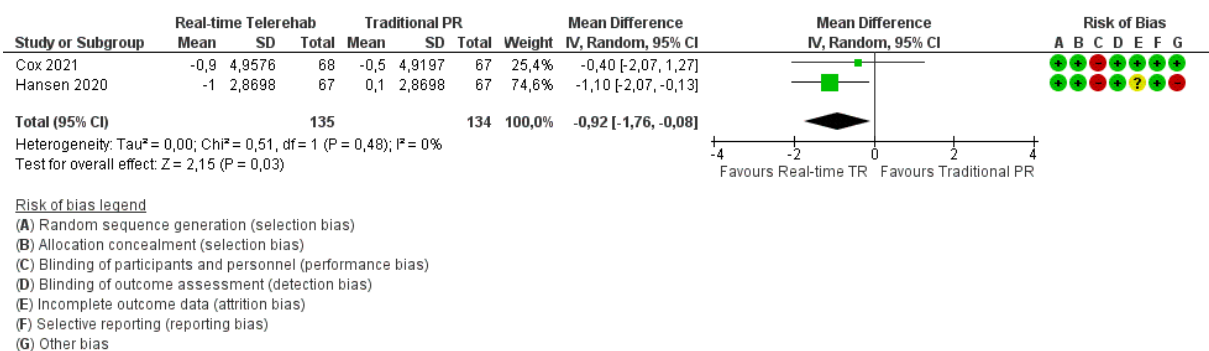 Real-time Telerehab Traditional PR Mean Difference Mean Difference Risk of Bias
Study or Subgroup Mean SD Total Mean SD Total Weight IV, Random, 95% CI IV, Random, 95% CI A B C D E F G
Cox 2021 -0,9 4,9576 68 -0,5 4,9197 67 25,4% -0,40 [-2,07, 1,27] + + - + + + +
Hansen 2020 -1 2,8698 67 0,1 2,8698 67 74,6% -1,10 [-2,07, -0,13] + + - + ? + -
Total (95% CI) 135 134 100,0% -0,92 [-1,76, -0,08]
Heterogeneity: Tau² = 0,00; Chi² = 0,51, df = 1 (P = 0,48); I² = 0%
Test for overall effect: Z = 2,15 (P = 0,03)
-4 -2 0 2 4
Favours Real-time TR Favours Traditional PR
Risk of bias legend
(A) Random sequence generation (selection bias)
(B) Allocation concealment (selection bias)
(C) Blinding of participants and personnel (performance bias)
(D) Blinding of outcome assessment (detection bias)
(E) Incomplete outcome data (attrition bias)
(F) Selective reporting (reporting bias)
(G) Other bias